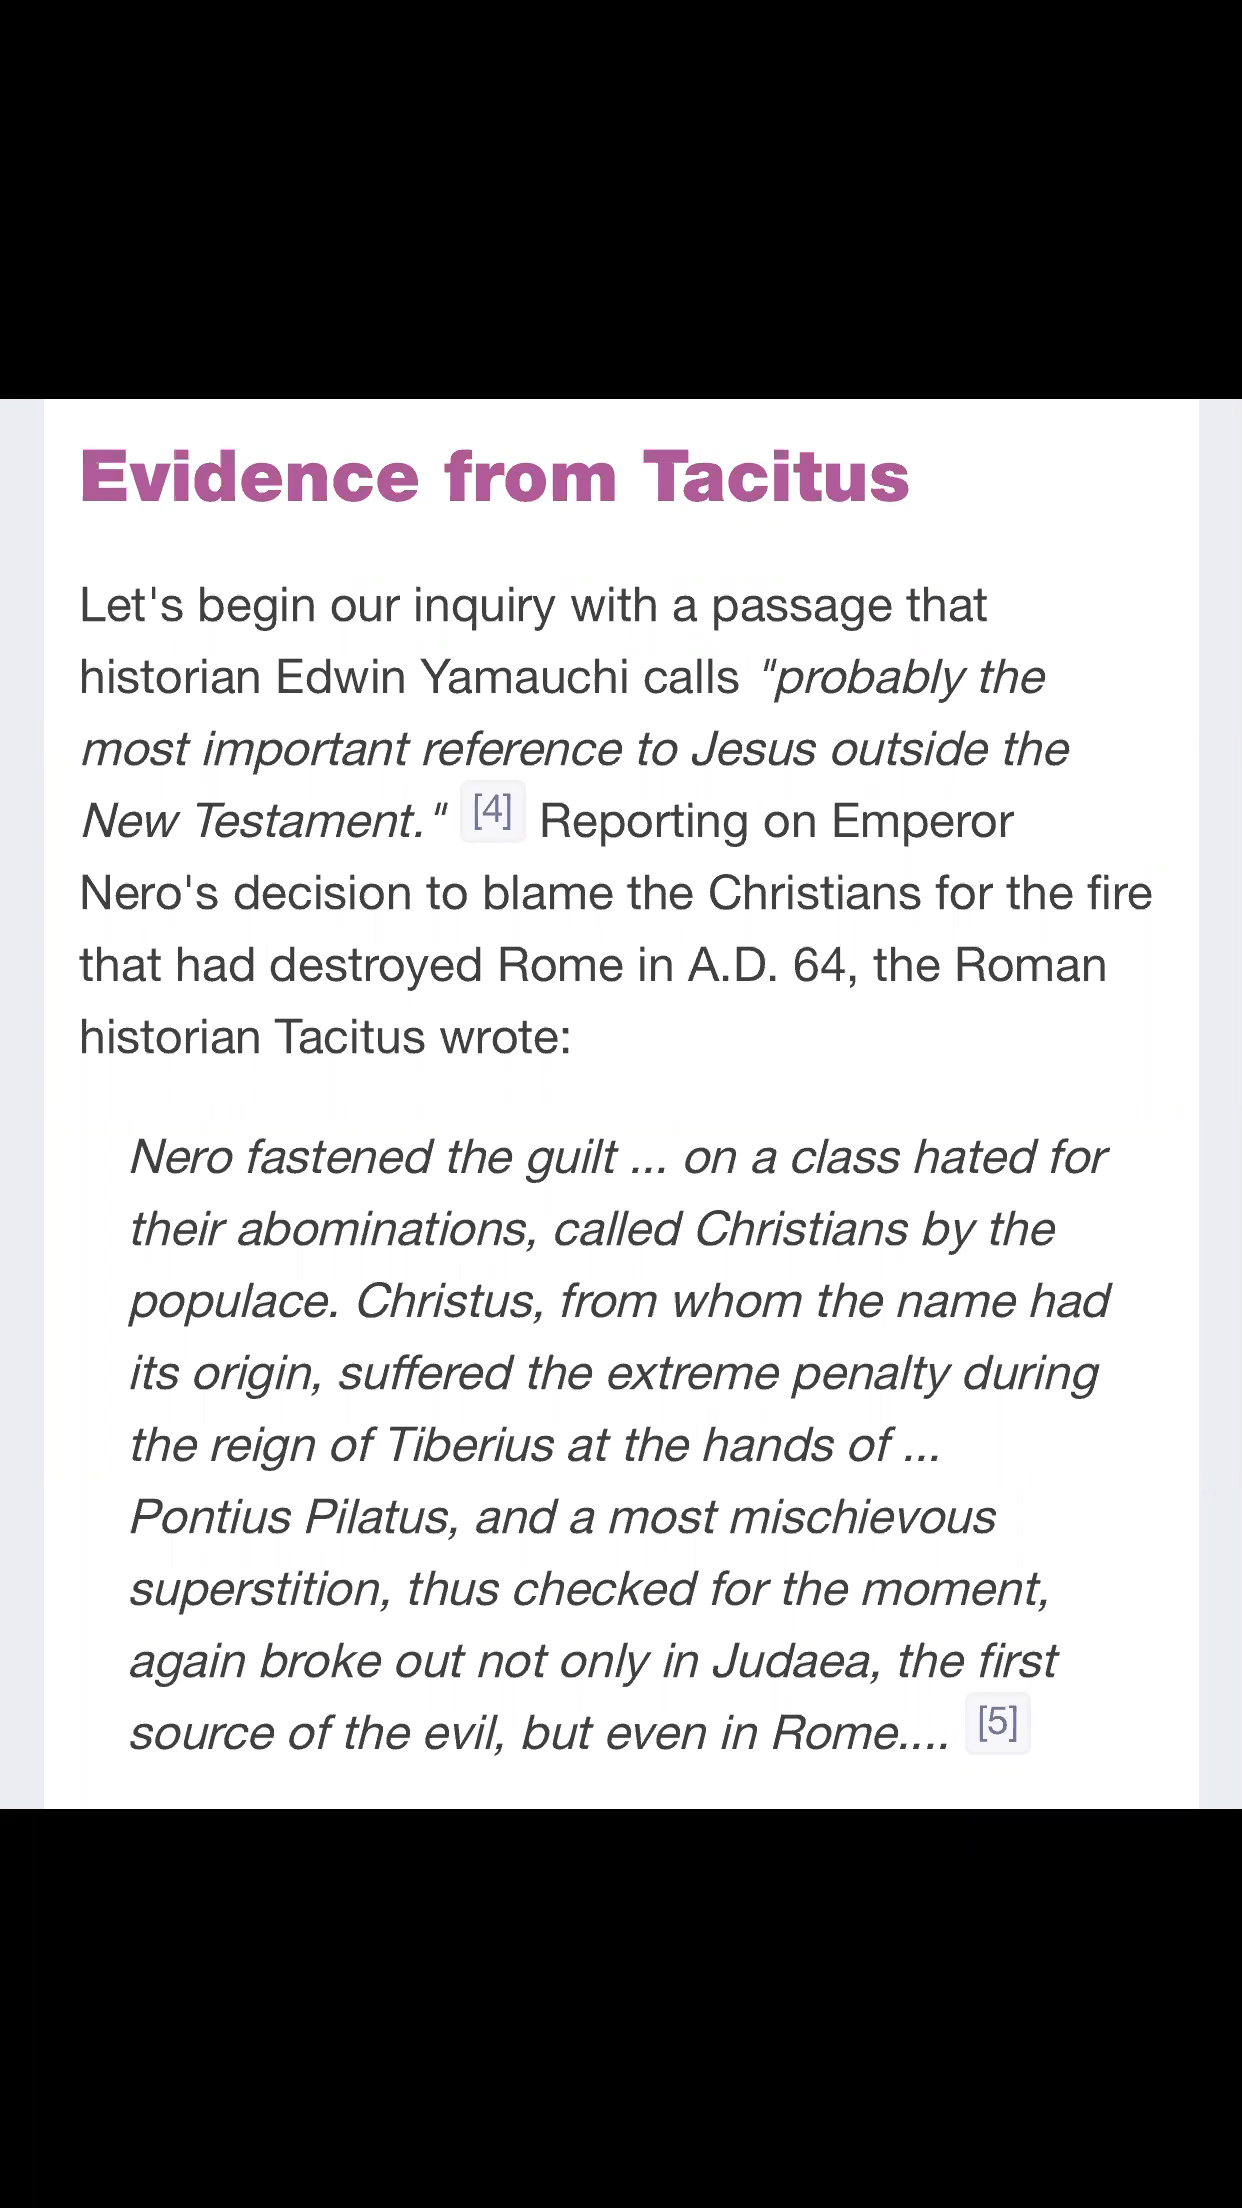 Evidence from Tacitus
Let's begin our inquiry with a passage that
historian Edwin Yamauchi calls "probably the
most important reference to Jesus outside the
New Testament." [4] Reporting on Emperor
Nero's decision to blame the Christians for the fire
that had destroyed Rome in A.D. 64, the Roman
historian Tacitus wrote:
Nero fastened the guilt ... on a class hated for
their abominations, called Christians by the
populace. Christus, from whom the name had
its origin, suffered the extreme penalty during
the reign of Tiberius at the hands of ...
Pontius Pilatus, and a most mischievous
superstition, thus checked for the moment,
again broke out not only in Judaea, the first
source of the evil, but even in Rome.... [5]